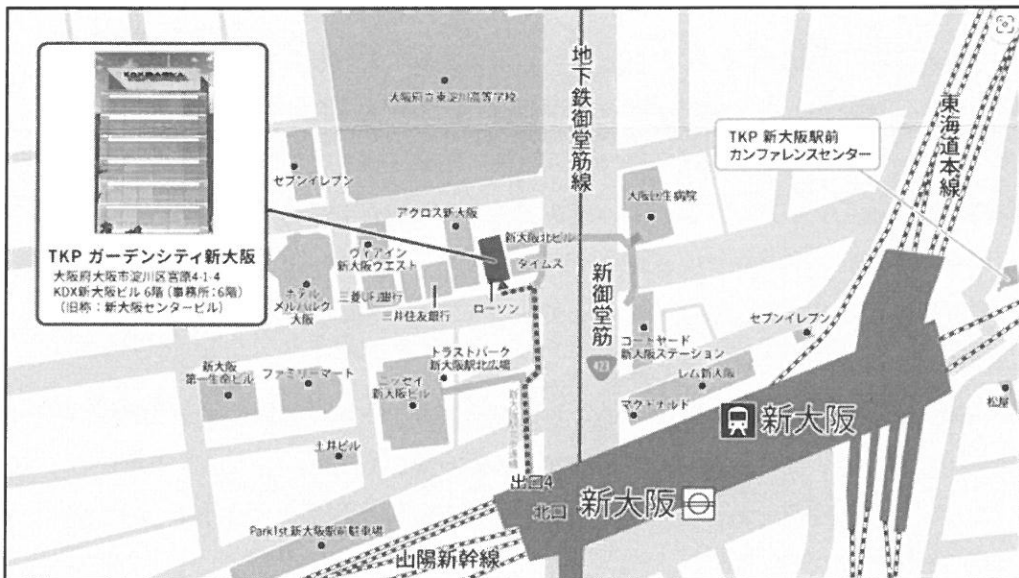 TKP ガーデンシティ新大阪
大阪府大阪市淀川区宮原4-1-4
KDX新大阪ビル 6階 (事務所:6階)
(旧称:新大阪センタービル)
大阪府立東淀川高等学校
地下鉄御堂筋線
東海道本線
TKP 新大阪駅前
カンファレンスセンター
セブンイレブン
アクロス新大阪
大阪回生病院
新大阪北ビル
ヴィアイン
新大阪ウエスト
タイムス
新御堂筋
ホテル
メルパルク
大阪
三菱UFJ銀行
三井住友銀行
ローソン
セブンイレブン
コートヤード
新大阪ステーション
423
トラストパーク
新大阪駅北広場
レム新大阪
新大阪
第一生命ビル
ファミリーマート
ニッセイ
新大阪ビル
マクドナルド
松屋
新大阪
土井ビル
出口4
北口
新大阪
Park1st.新大阪駅前駐車場
山陽新幹線